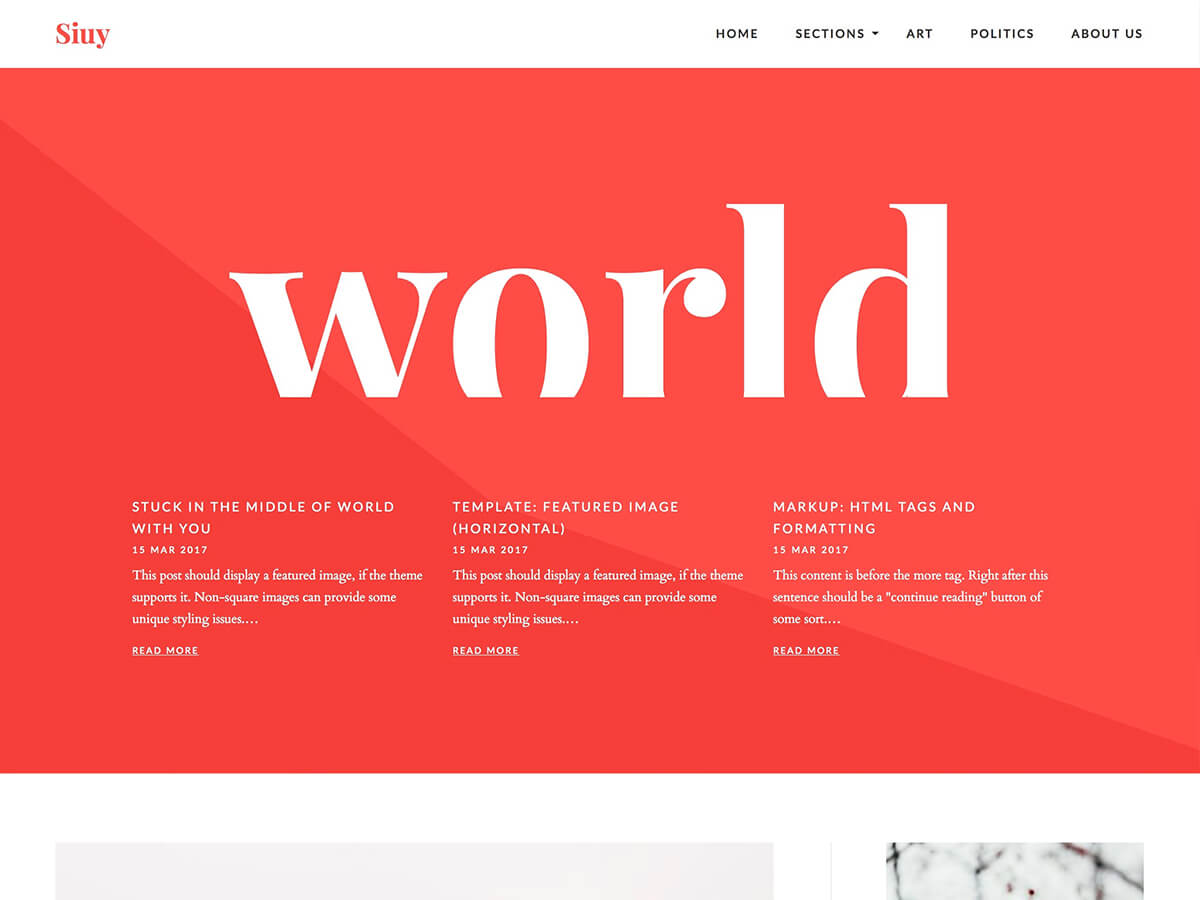 Siuy
HOME SECTIONS ART POLITICS ABOUT US
world
STUCK IN THE MIDDLE OF WORLD
WITH YOU
15 MAR 2017
This post should display a featured image, if the theme
supports it. Non-square images can provide some
unique styling issues.…
READ MORE
TEMPLATE: FEATURED IMAGE
(HORIZONTAL)
15 MAR 2017
This post should display a featured image, if the theme
supports it. Non-square images can provide some
unique styling issues.…
READ MORE
MARKUP: HTML TAGS AND
FORMATTING
15 MAR 2017
This content is before the more tag. Right after this
sentence should be a "continue reading" button of
some sort.…
READ MORE